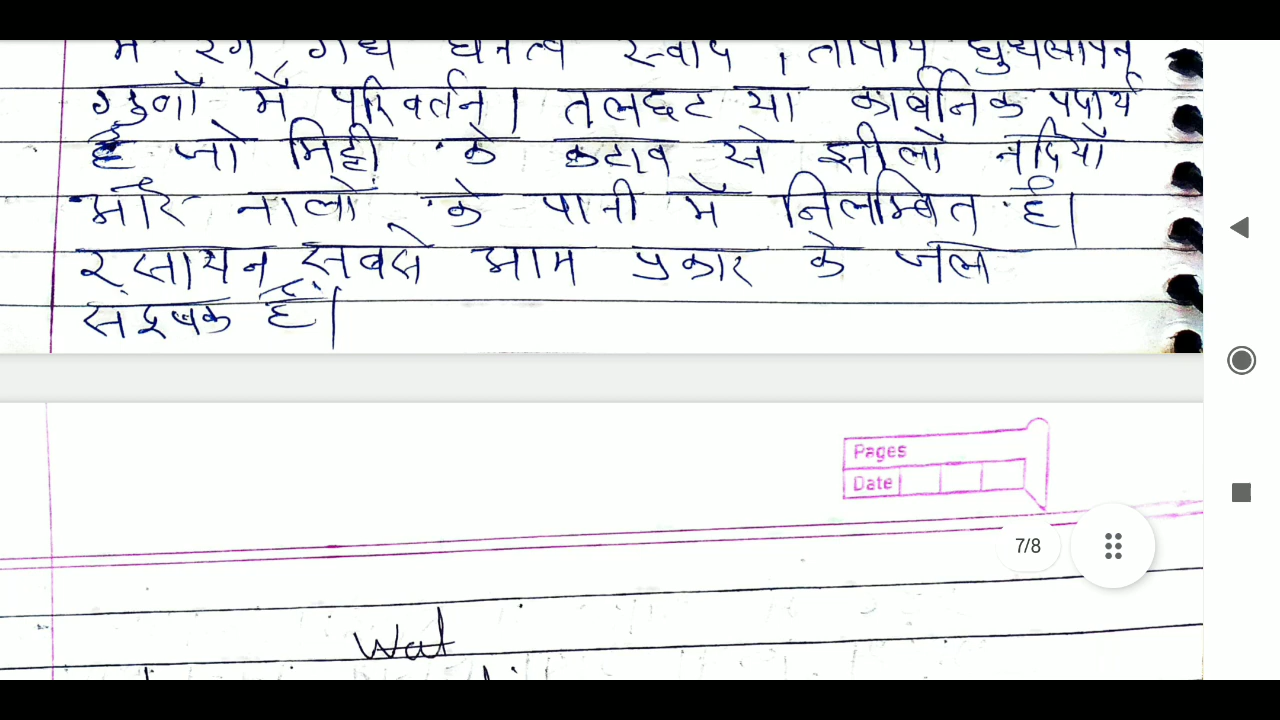 में रंग गंध घनत्व स्वाद, तापीय धुंधलापन
गुणों में परिवर्तन। तलछट या कार्बनिक पदार्थ
है जो मिट्टी के कटाव से झीलों नदियों
और नालो के पानी में निलम्बित है।
रसायन सबसे आम प्रकार के जल
संदूषक है।
Pages
Date
7/8
Wat